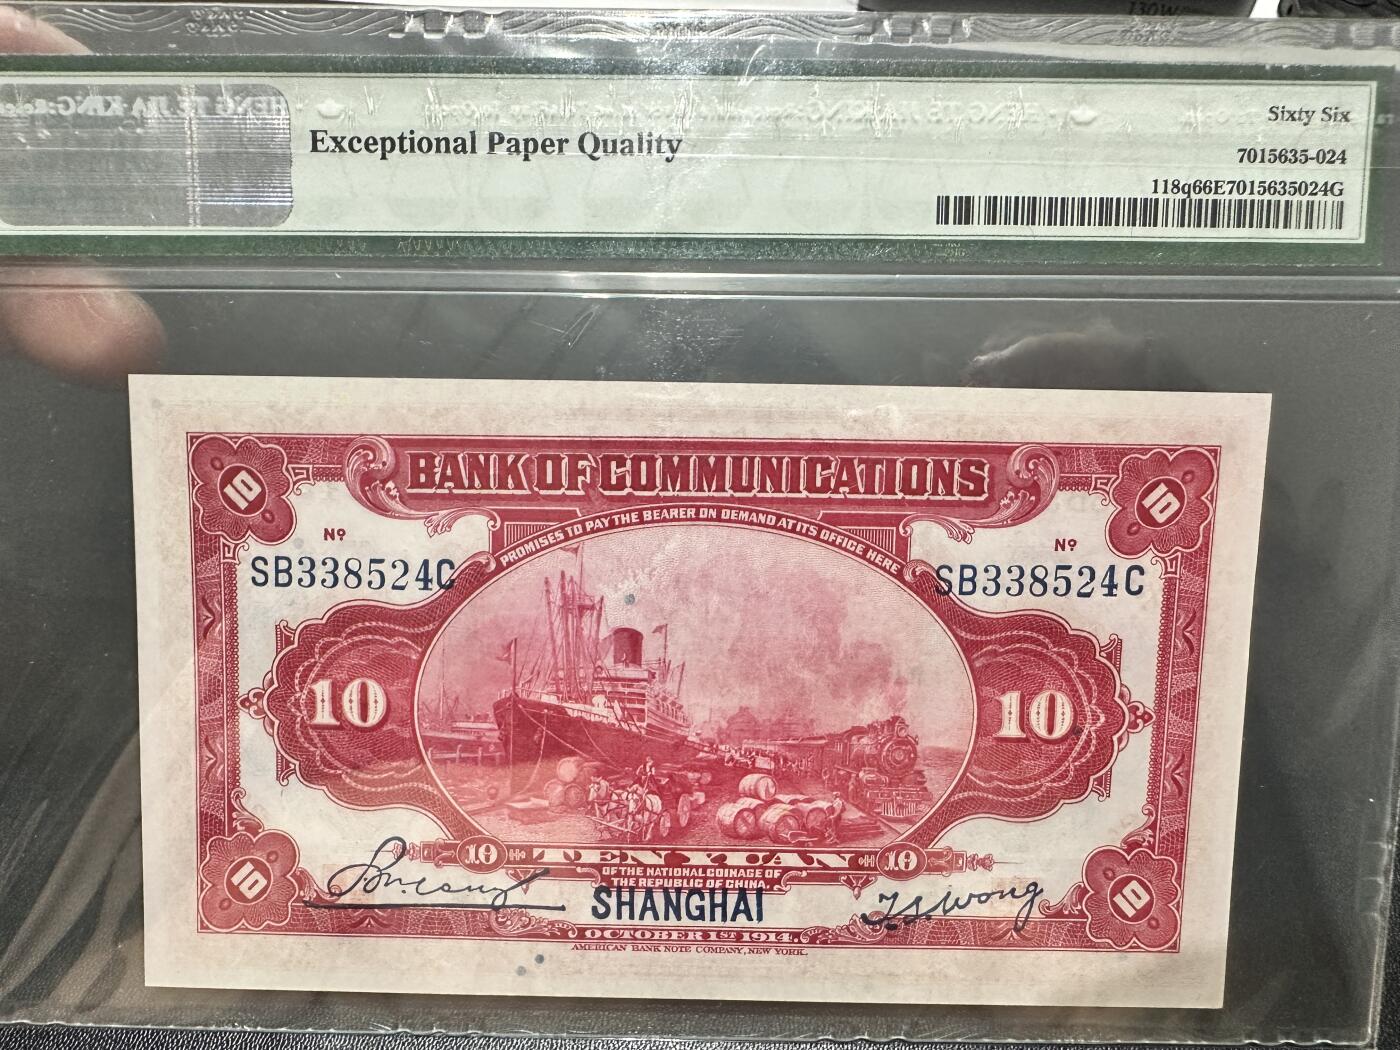 130W
Exceptional Paper Quality
Sixty Six
7015635-024
118q66E7015635024G
10
BANK OF COMMUNICATIONS
10
PROMISES TO PAY THE BEARER ON DEMAND AT ITS OFFICE HERE
Nº
Nº
SB338524C
SB338524C
10
10
10 TEN YUAN 10
OF THE NATIONAL COINAGE OF
THE REPUBLIC OF CHINA.
SHANGHAI
T.S. Wong
10
10
OCTOBER 1ST 1914.
AMERICAN BANK NOTE COMPANY, NEW YORK.